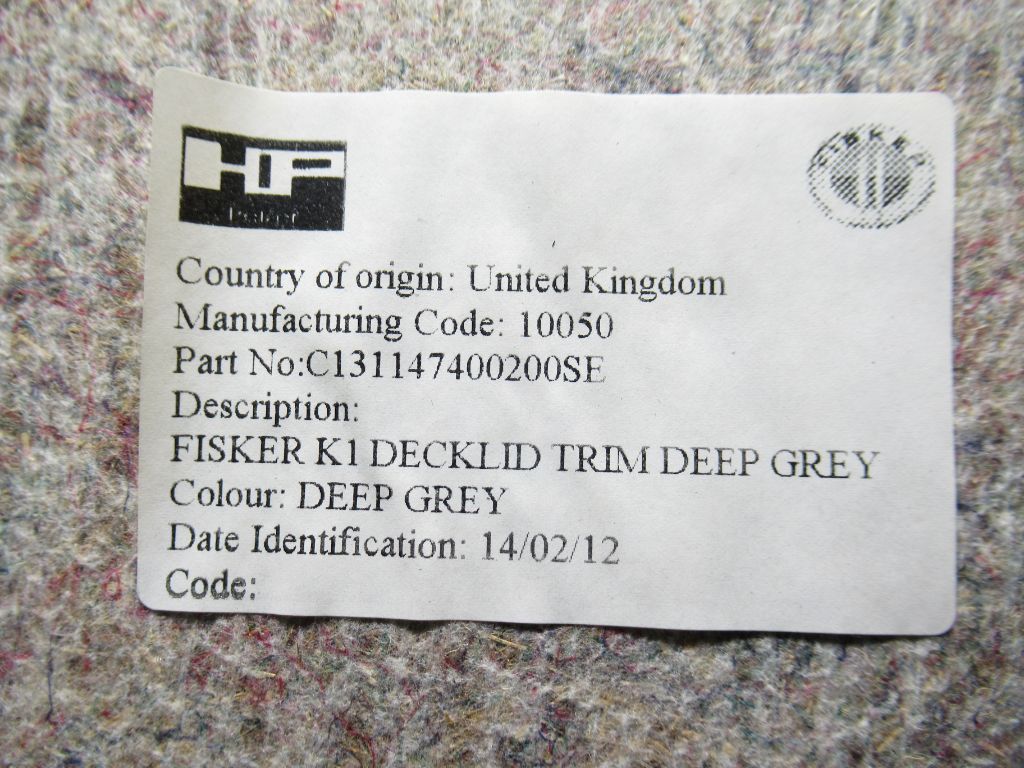 HP
FISKER
Country of origin: United Kingdom
Manufacturing Code: 10050
Part No:C131147400200SE
Description:
FISKER K1 DECKLID TRIM DEEP GREY
Colour: DEEP GREY
Date Identification: 14/02/12
Code: